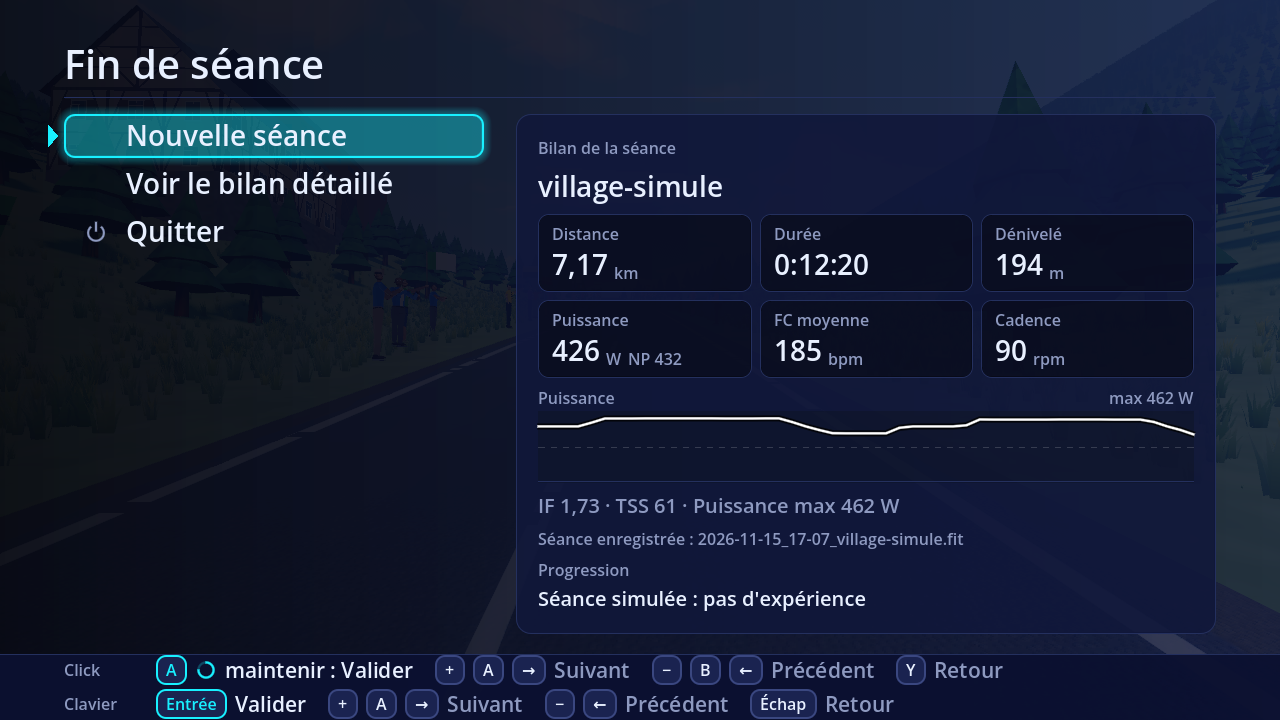 Fin de séance
Nouvelle séance
Voir le bilan détaillé
Quitter
Bilan de la séance
village-simule
Distance
7,17 km
Durée
0:12:20
Dénivelé
194 m
Puissance
426 W NP 432
FC moyenne
185 bpm
Cadence
90 rpm
Puissance max 462 W
IF 1,73 · TSS 61 · Puissance max 462 W
Séance enregistrée : 2026-11-15_17-07_village-simule.fit
Progression
Séance simulée : pas d'expérience
Click A maintenir : Valider + A → Suivant − B ← Précédent Y Retour
Clavier Entrée Valider + A → Suivant − ← Précédent Échap Retour